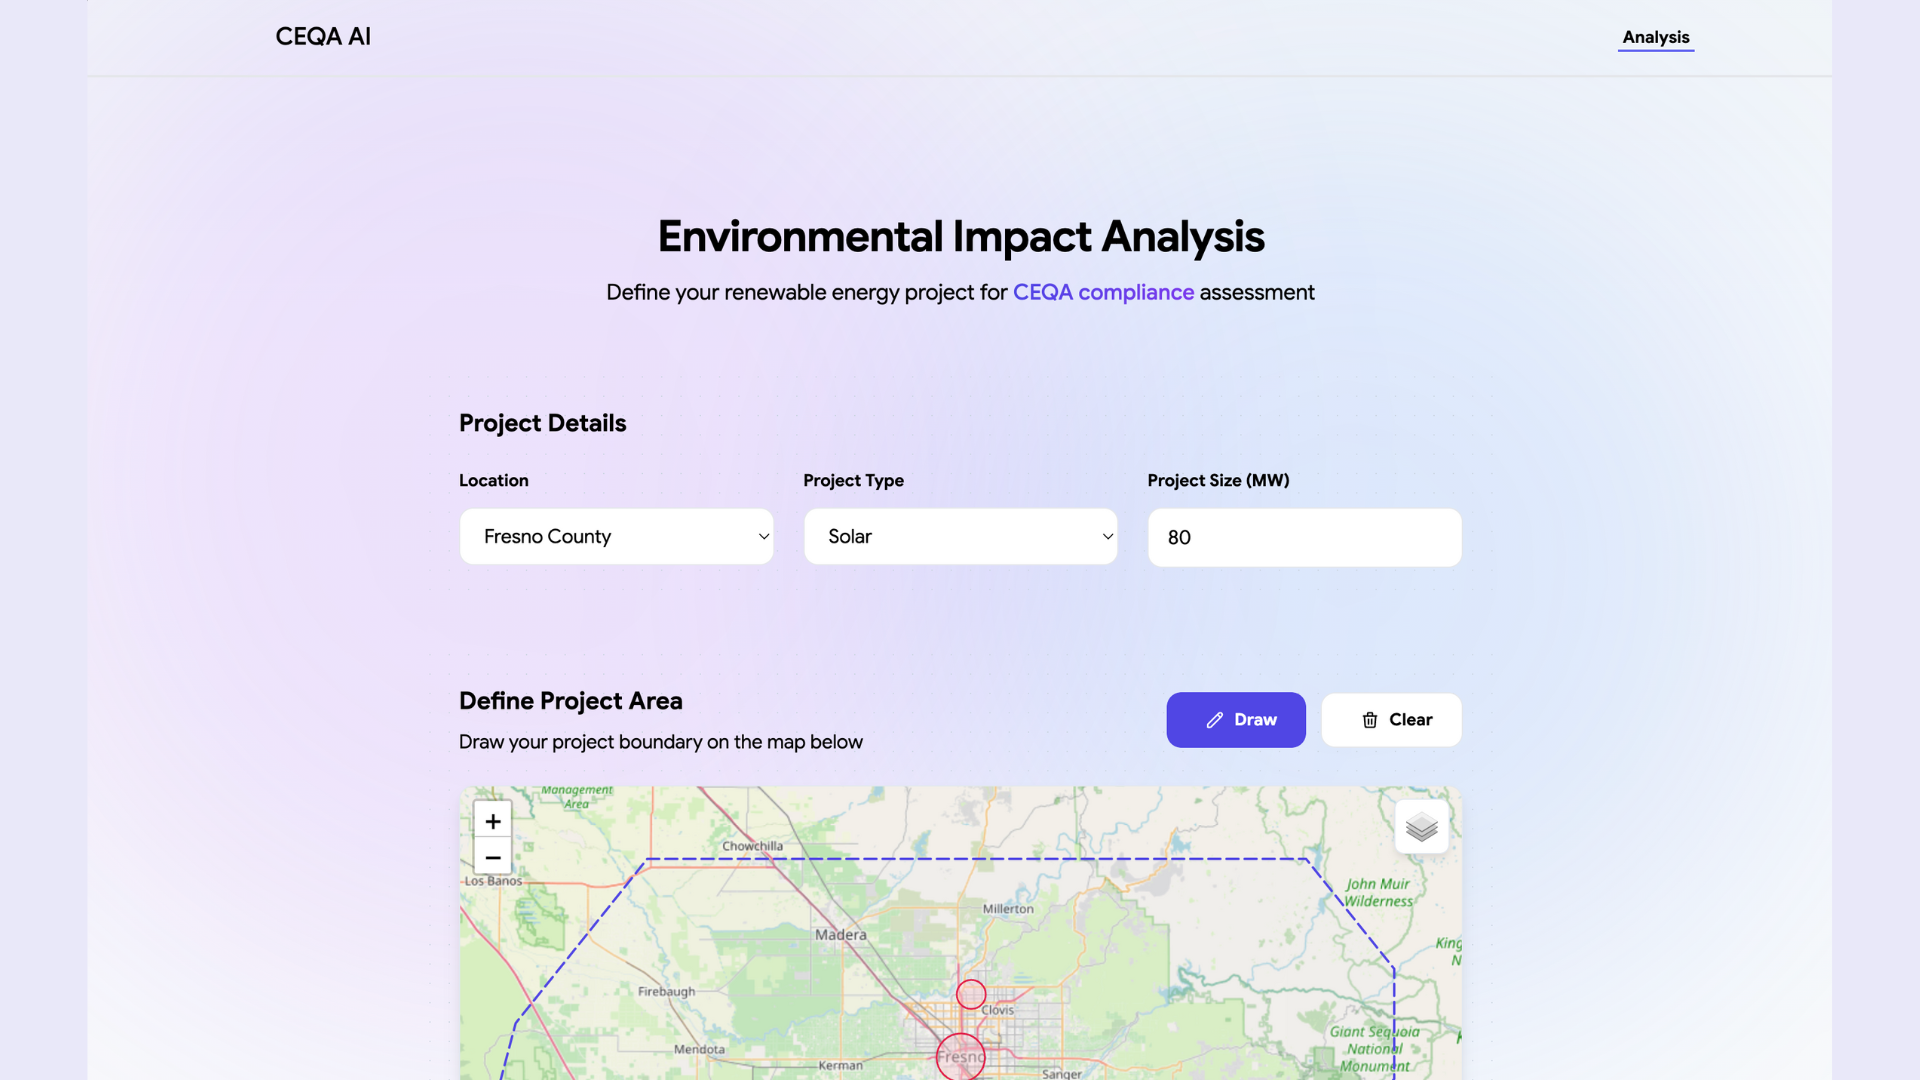 CEQA AI
Analysis
Environmental Impact Analysis
Define your renewable energy project for CEQA compliance assessment
Project Details
Location
Project Type
Project Size (MW)
Fresno County
Solar
80
Define Project Area
Draw your project boundary on the map below
Draw
Clear
+
−
Management
Area
Chowchilla
Los Banos
John Muir
Wilderness
Millerton
Madera
King
N
Firebaugh
Clovis
Giant Sequoia
National
Monument
Mendota
Fresno
Kerman
Sanger